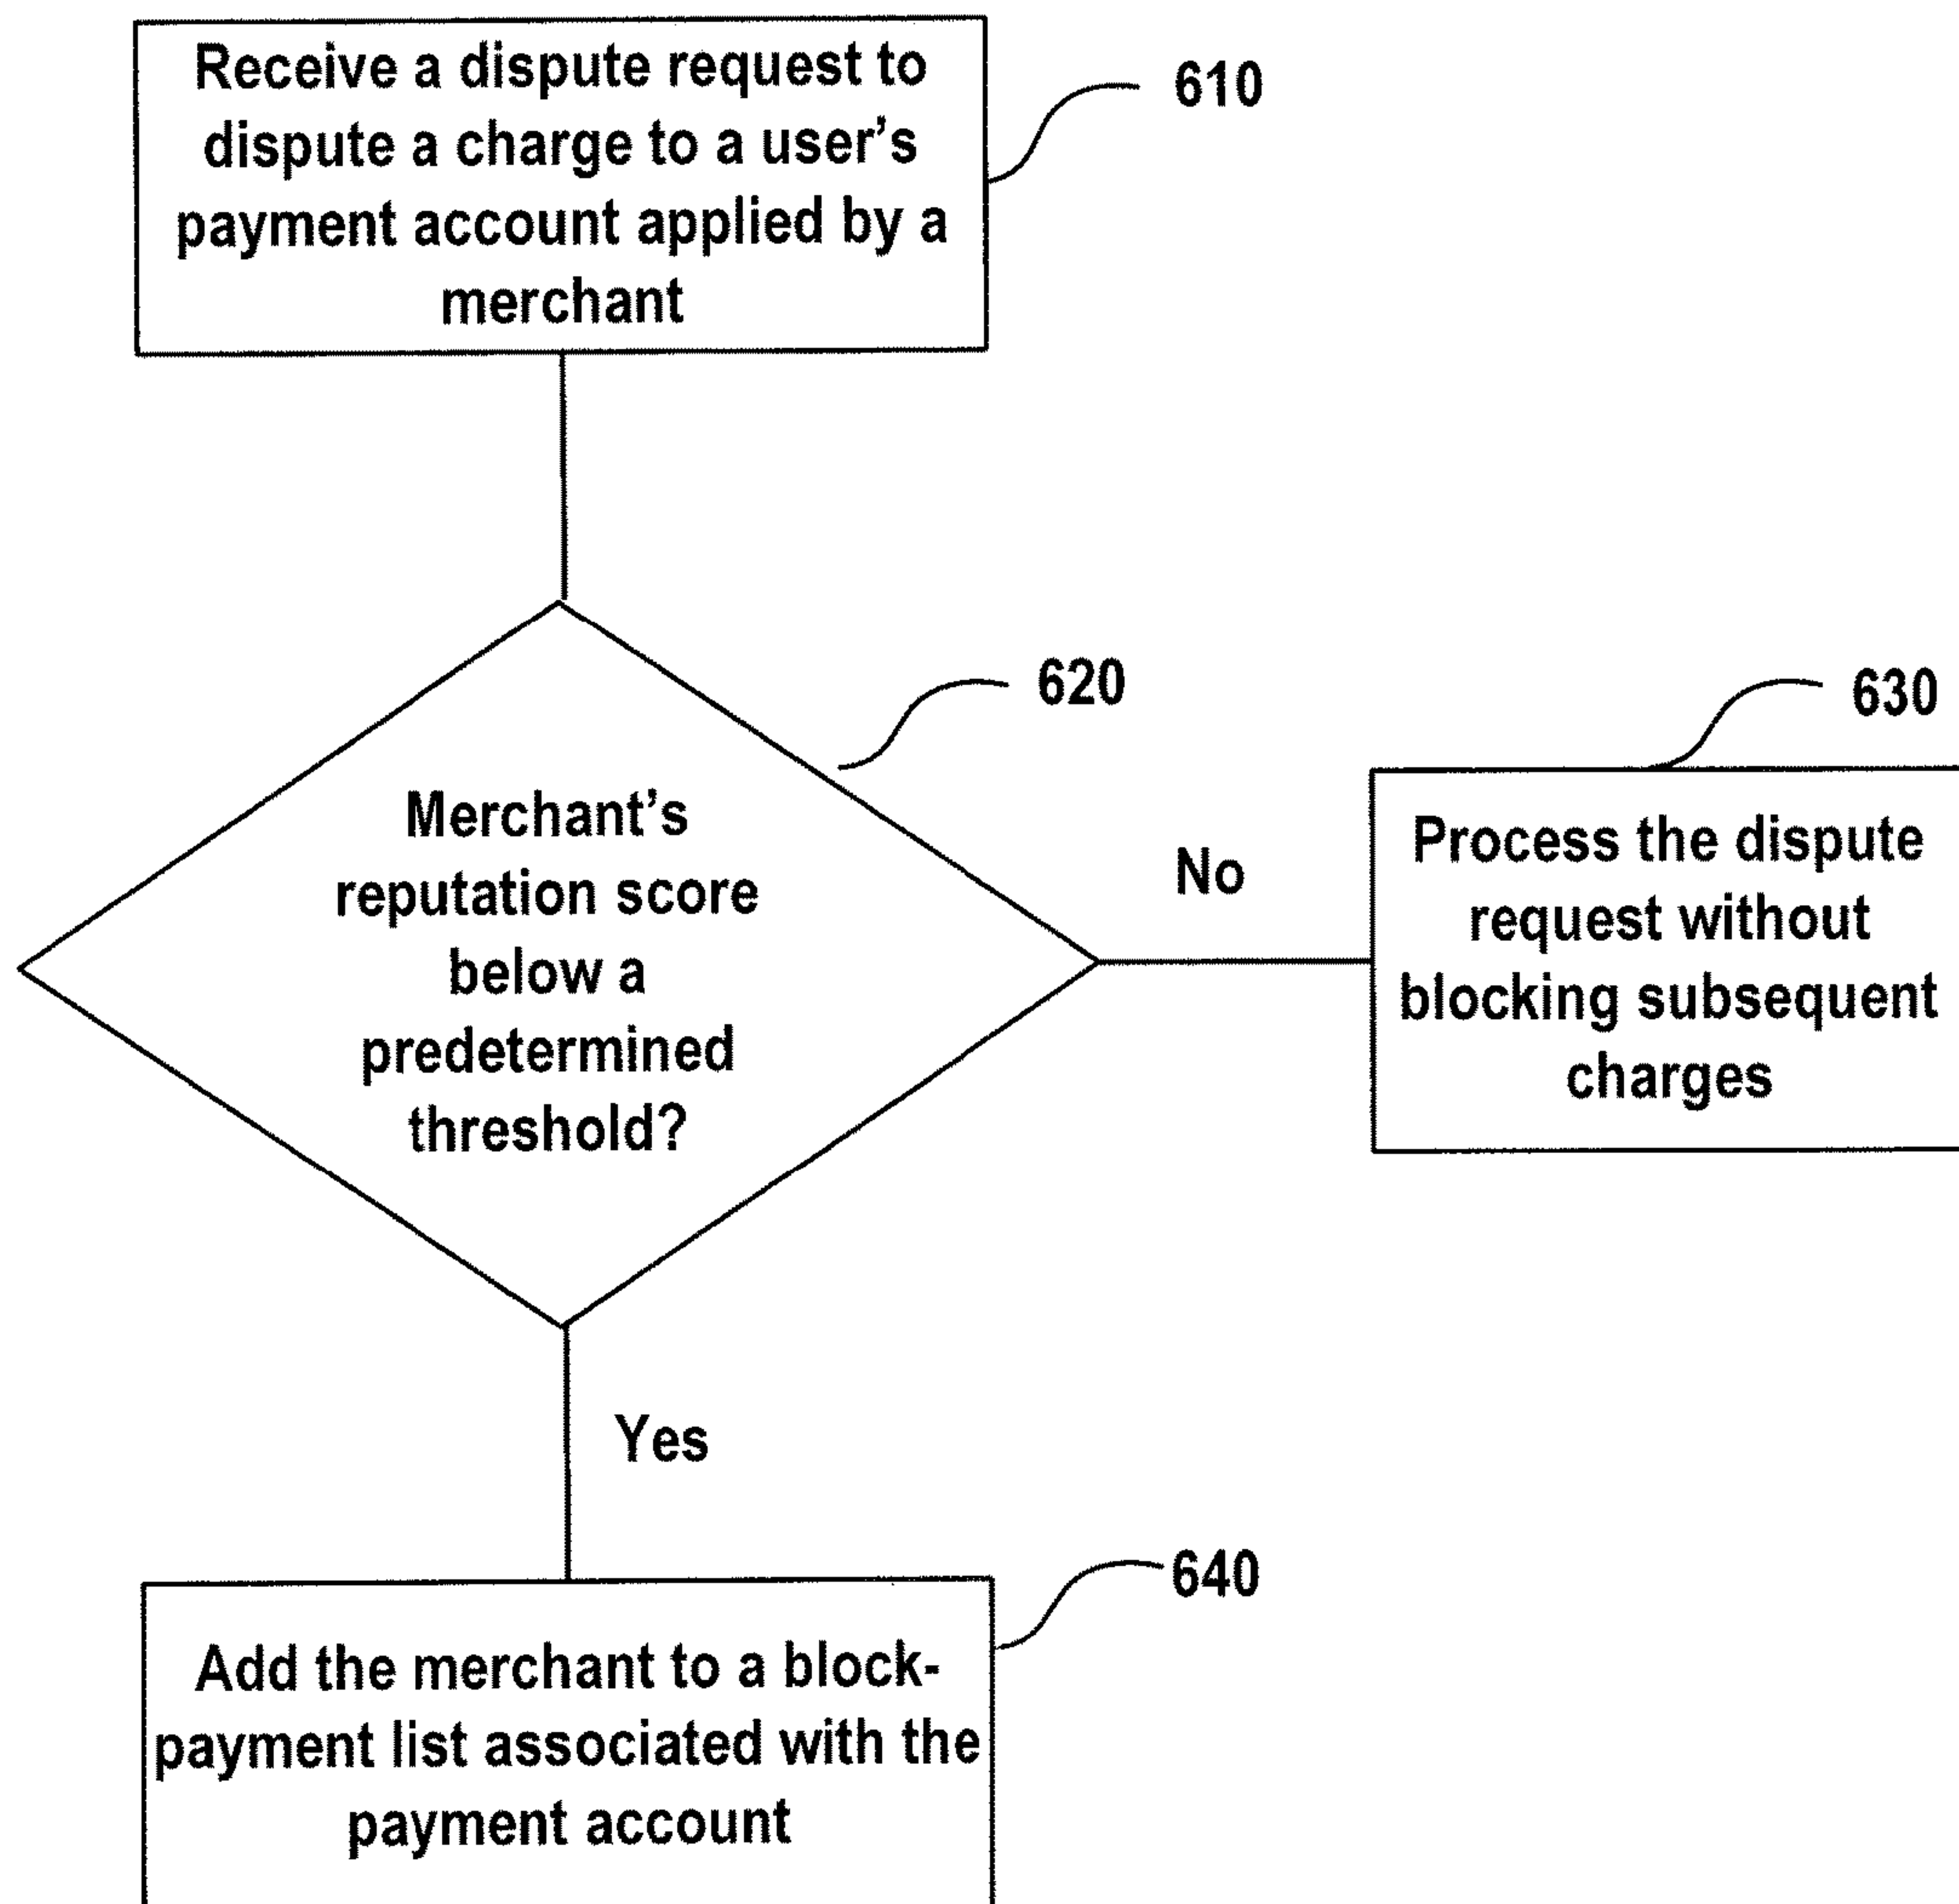 Receive a dispute request to
dispute a charge to a user's
payment account applied by a
merchant
610
620
630
Merchant's
reputation score
below a
predetermined
threshold?
No
Process the dispute
request without
blocking subsequent
charges
Yes
640
Add the merchant to a block-
payment list associated with the
payment account